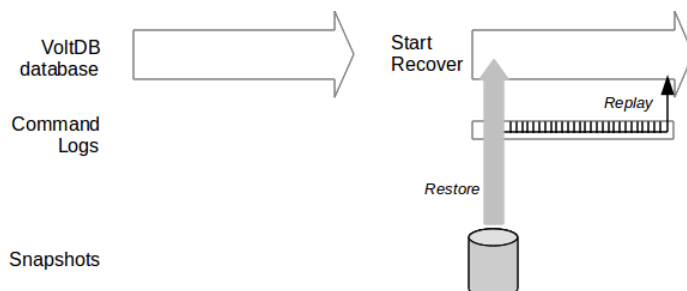 VoltDB
database
Start
Recover
Replay
Command
Logs
Restore
Snapshots